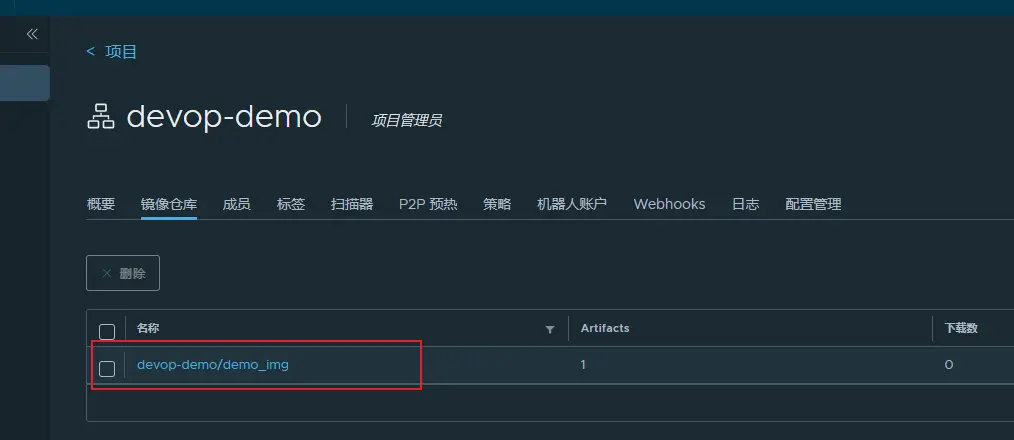 < 项目
devop-demo 项目管理员
概要 镜像仓库 成员 标签 扫描器 P2P 预热 策略 机器人账户 Webhooks 日志 配置管理
× 删除
名称 Artifacts 下载数
devop-demo/demo_img 1 0